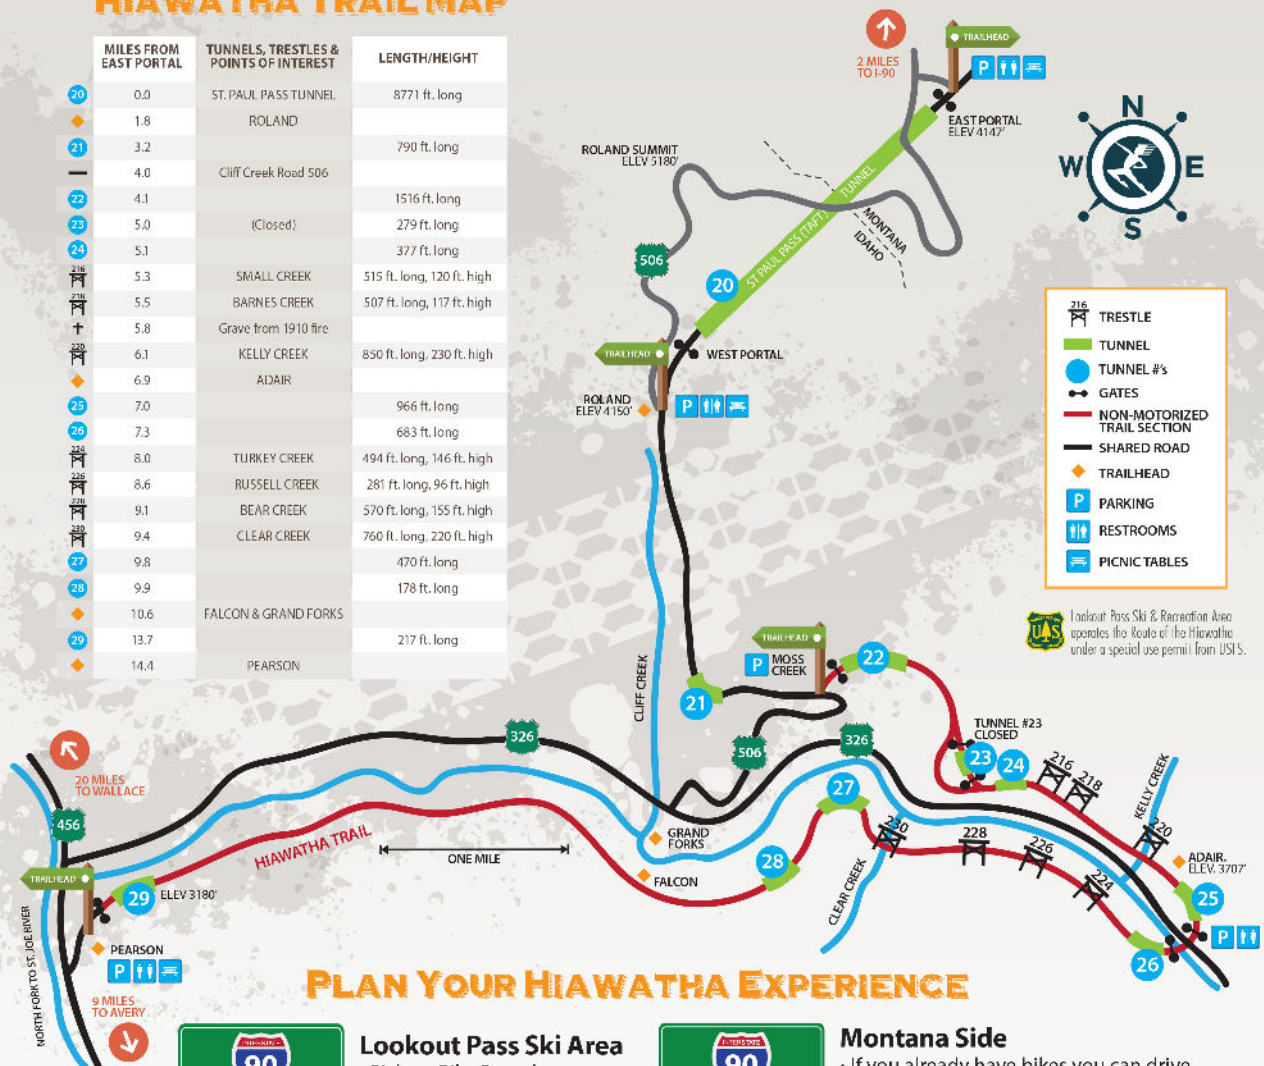 HIAWATHA TRAIL MAP
MILES FROM EAST PORTAL TUNNELS, TRESTLES & POINTS OF INTEREST LENGTH/HEIGHT
20 0.0 ST. PAUL PASS TUNNEL 8771 ft. long
1.8 ROLAND
21 3.2 790 ft. long
4.0 Cliff Creek Road 506
22 4.1 1516 ft. long
23 5.0 (Closed) 279 ft. long
24 5.1 377 ft. long
216 5.3 SMALL CREEK 515 ft. long, 120 ft. high
218 5.5 BARNES CREEK 507 ft. long, 117 ft. high
5.8 Grave from 1910 fire
220 6.1 KELLY CREEK 850 ft. long, 230 ft. high
6.9 ADAIR
25 7.0 966 ft. long
26 7.3 683 ft. long
224 8.0 TURKEY CREEK 494 ft. long, 146 ft. high
226 8.6 RUSSELL CREEK 281 ft. long, 96 ft. high
228 9.1 BEAR CREEK 570 ft. long, 155 ft. high
230 9.4 CLEAR CREEK 760 ft. long, 220 ft. high
27 9.8 470 ft. long
28 9.9 178 ft. long
10.6 FALCON & GRAND FORKS
29 13.7 217 ft. long
14.4 PEARSON
2 MILES
TO I-90
TRAILHEAD
P
EAST PORTAL
ELEV 4147'
ROLAND SUMMIT
ELEV 5180'
ST PAUL PASS (TAFT) TUNNEL
MONTANA
IDAHO
506
20
TRAILHEAD
WEST PORTAL
ROLAND
ELEV 4150'
P
N
W E
S
216 TRESTLE
TUNNEL
TUNNEL #'s
GATES
NON-MOTORIZED
TRAIL SECTION
SHARED ROAD
TRAILHEAD
P PARKING
RESTROOMS
PICNIC TABLES
UAS
Lookout Pass Ski & Recreation Area
operates the Route of the Hiawatha
under a special use permit from USFS.
CLIFF CREEK
TRAILHEAD
P MOSS
CREEK
21
22
TUNNEL #23
CLOSED
23
24
216
218
KELLY CREEK
220
ADAIR.
ELEV. 3707'
25
P
26
224
226
228
230
CLEAR CREEK
27
28
326
506
326
GRAND
FORKS
FALCON
ONE MILE
HIAWATHA TRAIL
20 MILES
TO WALLACE
456
TRAILHEAD
29
ELEV 3180'
PEARSON
P
NORTH FORK TO ST. JOE RIVER
9 MILES
TO AVERY
PLAN YOUR HIAWATHA EXPERIENCE
INTERSTATE
90
Lookout Pass Ski Area
INTERSTATE
90
Montana Side
• If you already have bikes you can drive